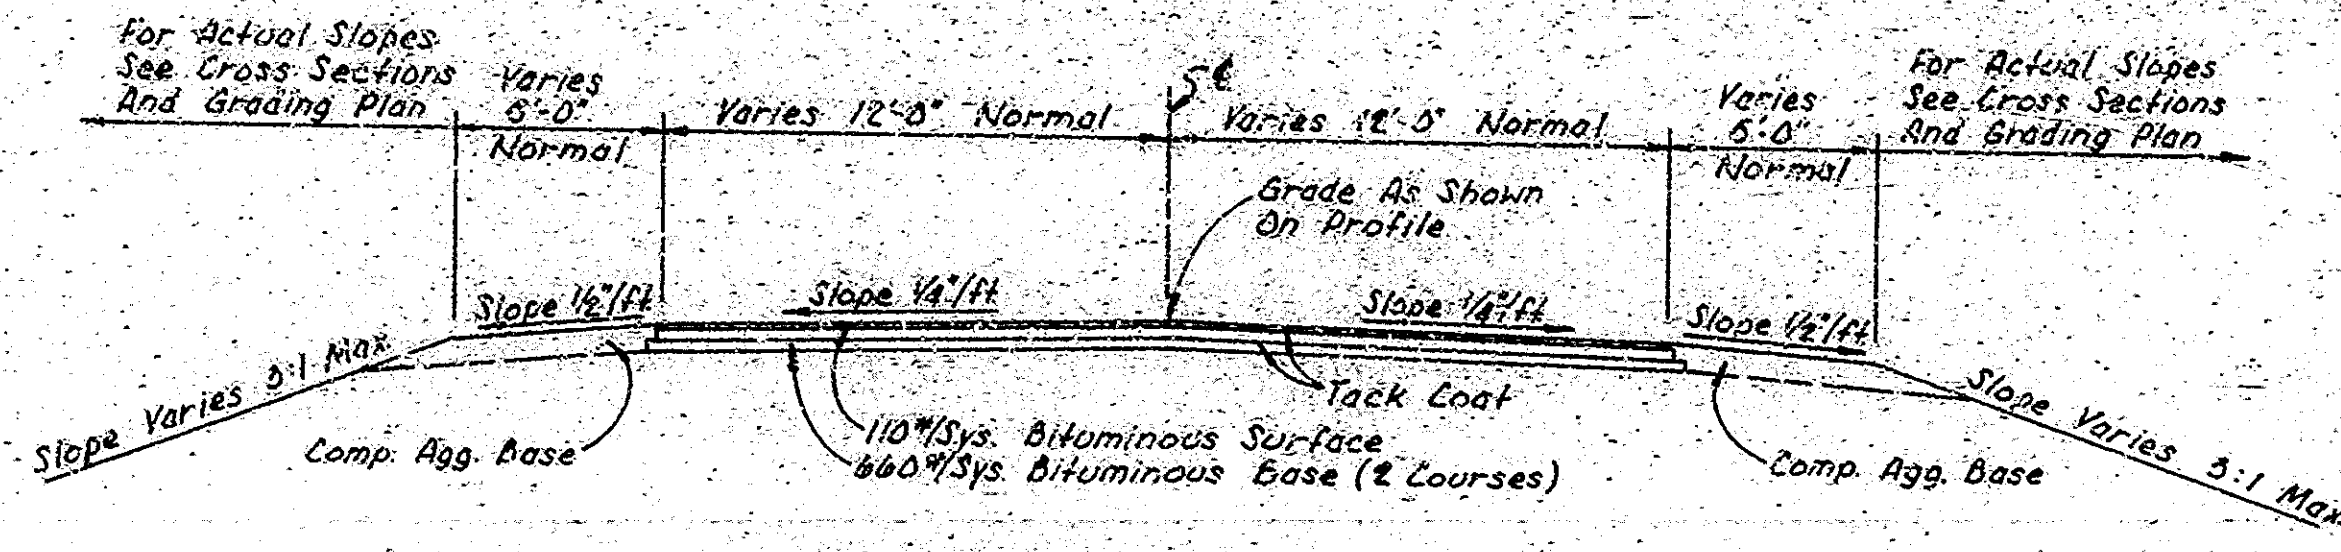 For Actual Slopes
See Cross Sections
And Grading Plan
Varies
5'-0"
Normal
Varies 12'-0" Normal
S ℄
Varies 12'-0" Normal
Varies
5'-0"
Normal
For Actual Slopes
See Cross Sections
And Grading Plan
Grade As Shown
On Profile
Slope 1/2"/ft
Slope 1/4"/ft
Slope 1/4"/ft
Slope 1/2"/ft
Slope Varies 3:1 Max.
Slope Varies 3:1 Max.
Tack Coat
Comp. Agg. Base
110#/Sys. Bituminous Surface
660#/Sys. Bituminous Base (2 Courses)
Comp. Agg. Base